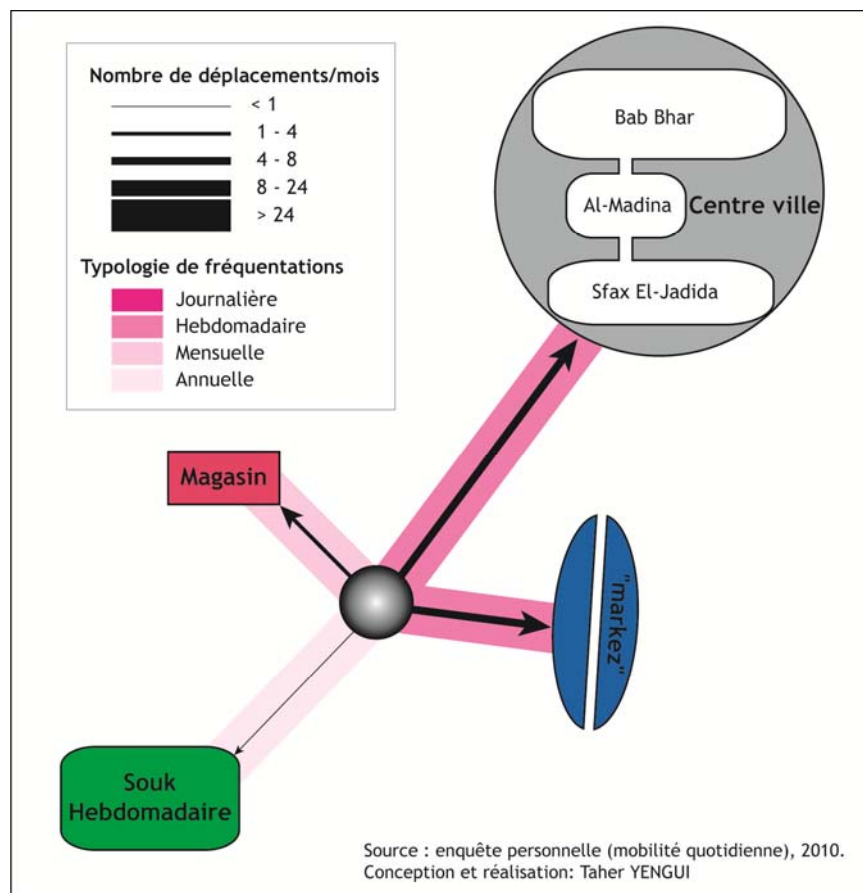 Nombre de déplacements/mois
< 1
1 - 4
4 - 8
8 - 24
> 24
Typologie de fréquentations
Journalière
Hebdomadaire
Mensuelle
Annuelle
Bab Bhar
Al-Madina
Centre ville
Sfax El-Jadida
Magasin
"markez"
Souk
Hebdomadaire
Source : enquête personnelle (mobilité quotidienne), 2010.
Conception et réalisation: Taher YENGUI